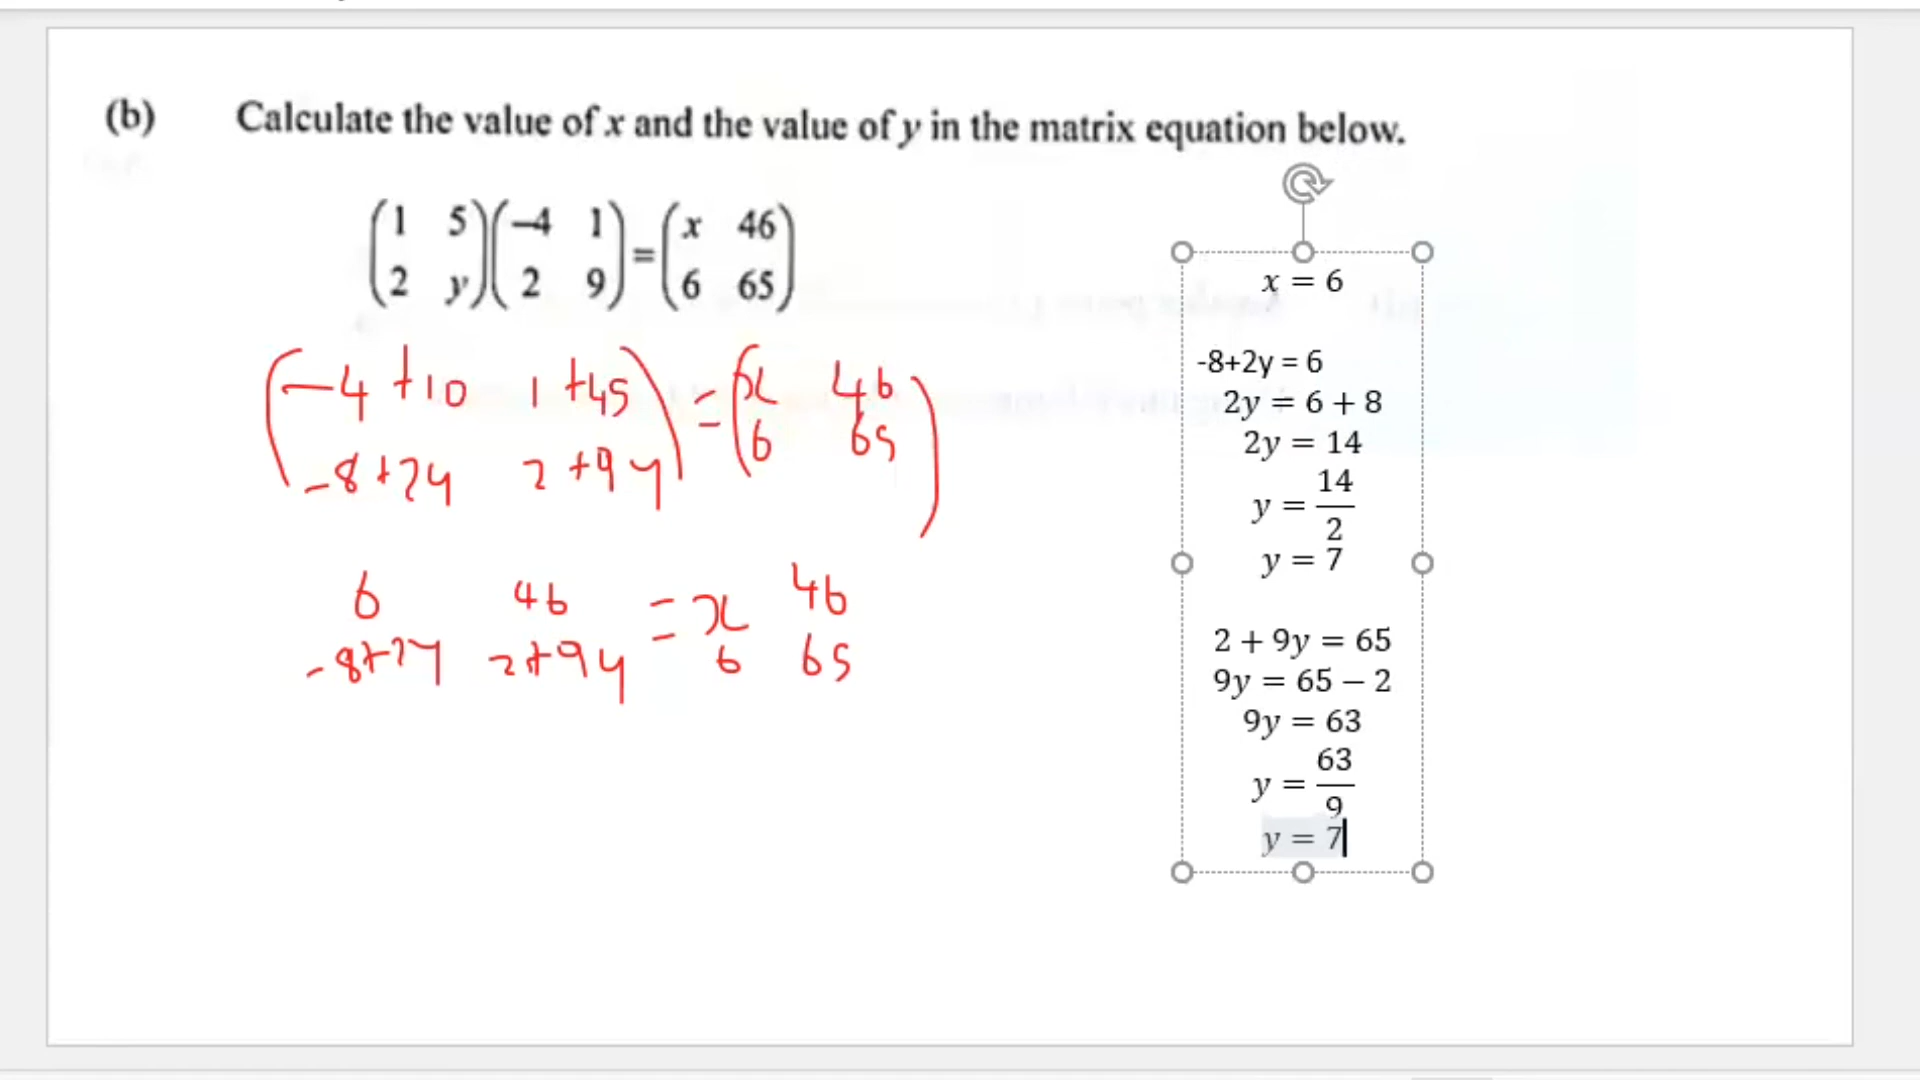 (b) Calculate the value of x and the value of y in the matrix equation below.
(1 5) (-4 1) = (x 46)
(2 y) (2 9) (6 65)
(-4 +10 1 +45) = (x 46)
(-8+2y 2 +9y) (6 65)
6 46 = x 46
-8+2y 2+9y 6 65
x = 6
-8+2y = 6
2y = 6 + 8
2y = 14
y = 14/2
y = 7
2 + 9y = 65
9y = 65 − 2
9y = 63
y = 63/9
y = 7